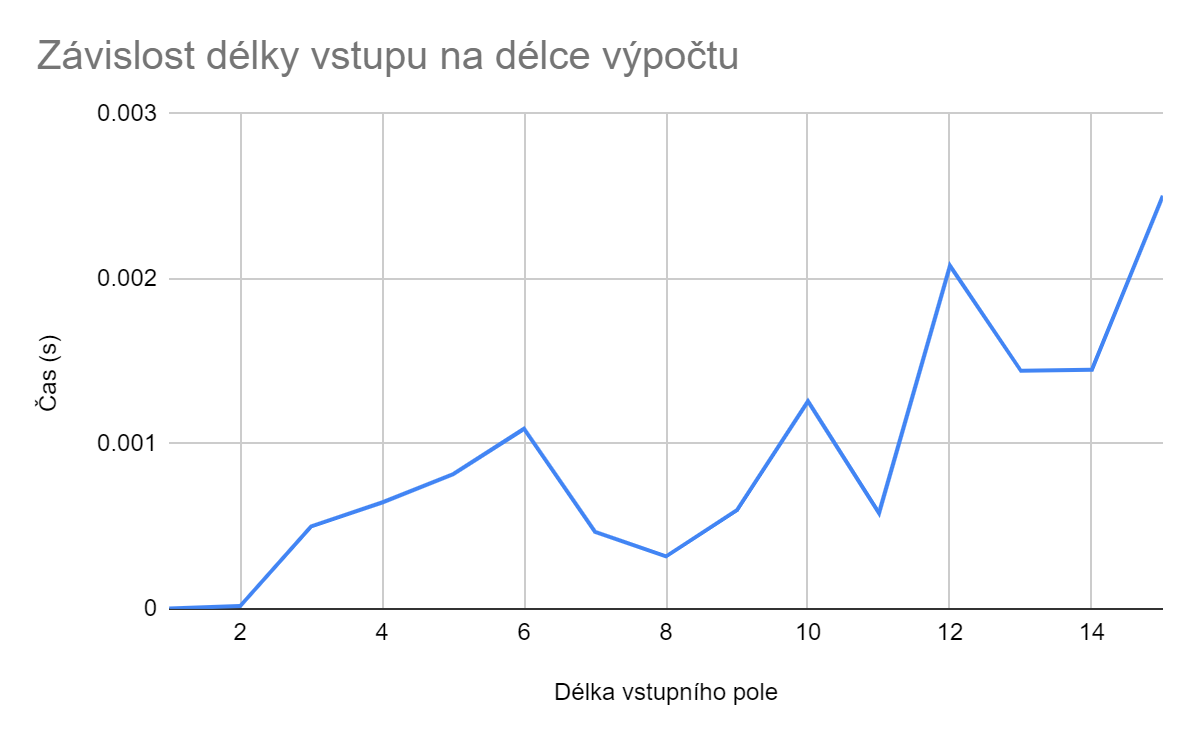 Závislost délky vstupu na délce výpočtu
0.003
0.002
0.001
0
Čas (s)
2 4 6 8 10 12 14
Délka vstupního pole